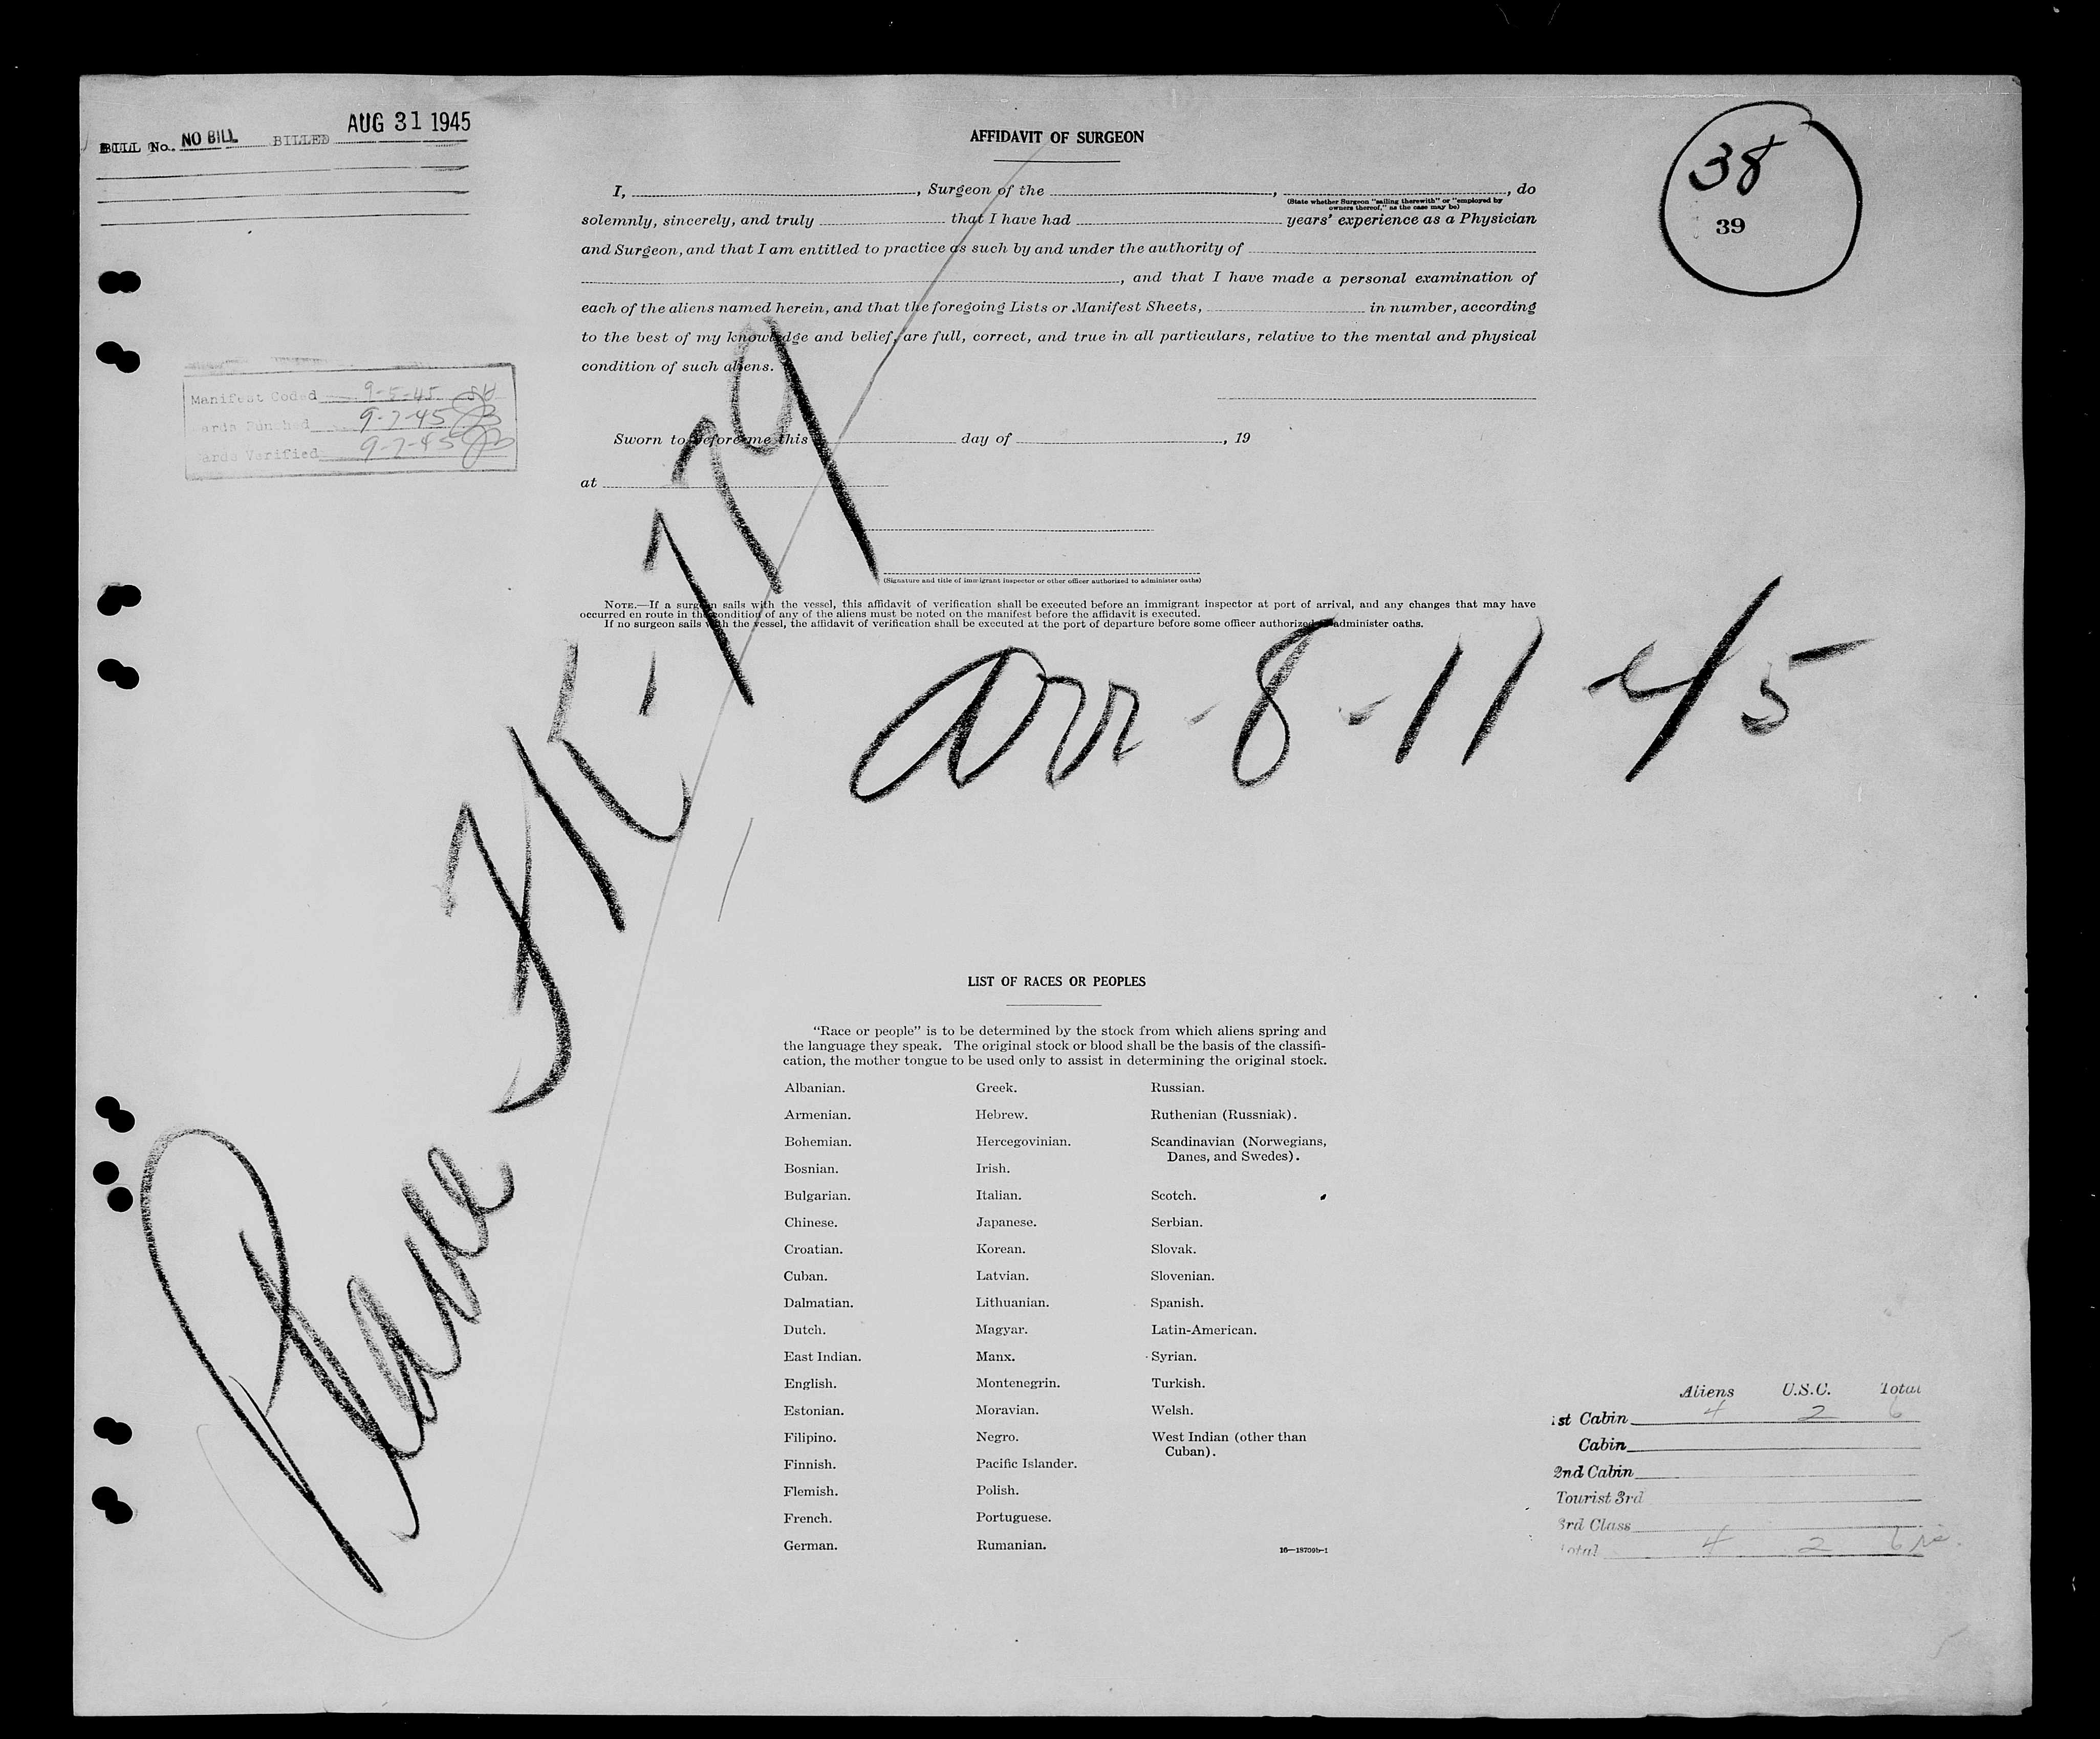 BILL No. NO BILL BILLED AUG 31 1945
38
39
AFFIDAVIT OF SURGEON
I, , Surgeon of the , , do
(State whether Surgeon "sailing therewith" or "employed by
owners thereof," as the case may be)
solemnly, sincerely, and truly that I have had years' experience as a Physician
and Surgeon, and that I am entitled to practice as such by and under the authority of
, and that I have made a personal examination of
each of the aliens named herein, and that the foregoing Lists or Manifest Sheets, in number, according
to the best of my knowledge and belief, are full, correct, and true in all particulars, relative to the mental and physical
condition of such aliens.
Manifest Coded 9-5-45
ards Punched 9-7-45
ards Verified 9-7-45
Sworn to before me this day of , 19
at
(Signature and title of immigrant inspector or other officer authorized to administer oaths)
NOTE.—If a surgeon sails with the vessel, this affidavit of verification shall be executed before an immigrant inspector at port of arrival, and any changes that may have
occurred en route in the condition of any of the aliens must be noted on the manifest before the affidavit is executed.
If no surgeon sails with the vessel, the affidavit of verification shall be executed at the port of departure before some officer authorized to administer oaths.
Plane JK-179
arr-8-11-45
LIST OF RACES OR PEOPLES
"Race or people" is to be determined by the stock from which aliens spring and
the language they speak. The original stock or blood shall be the basis of the classifi-
cation, the mother tongue to be used only to assist in determining the original stock.
Albanian.
Armenian.
Bohemian.
Bosnian.
Bulgarian.
Chinese.
Croatian.
Cuban.
Dalmatian.
Dutch.
East Indian.
English.
Estonian.
Filipino.
Finnish.
Flemish.
French.
German.
Greek.
Hebrew.
Hercegovinian.
Irish.
Italian.
Japanese.
Korean.
Latvian.
Lithuanian.
Magyar.
Manx.
Montenegrin.
Moravian.
Negro.
Pacific Islander.
Polish.
Portuguese.
Rumanian.
Russian.
Ruthenian (Russniak).
Scandinavian (Norwegians,
Danes, and Swedes).
Scotch.
Serbian.
Slovak.
Slovenian.
Spanish.
Latin-American.
Syrian.
Turkish.
Welsh.
West Indian (other than
Cuban).
16—18709b-1
Aliens U.S.C. Total
1st Cabin 4 2 6
Cabin
2nd Cabin
Tourist 3rd
3rd Class
Total 4 2 6